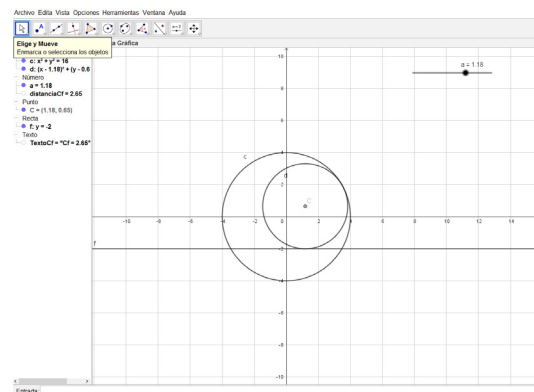 Archivo Edita Vista Opciones Herramientas Ventana Ayuda
A
a=2
Elige y Mueve
Enmarca o selecciona los objetos
a Gráfica
c: x² + y² = 16
d: (x - 1.18)² + (y - 0.6
Número
a = 1.18
distanciaCf = 2.65
Punto
C = (1.18, 0.65)
Recta
f: y = -2
Texto
TextoCf = "Cf = 2.65"
a = 1.18
c
d
C
f
10
8
6
4
2
-2
-4
-6
-8
-10
-10 -8 -6 -4 -2 0 2 4 6 8 10 12 14
Entrada: